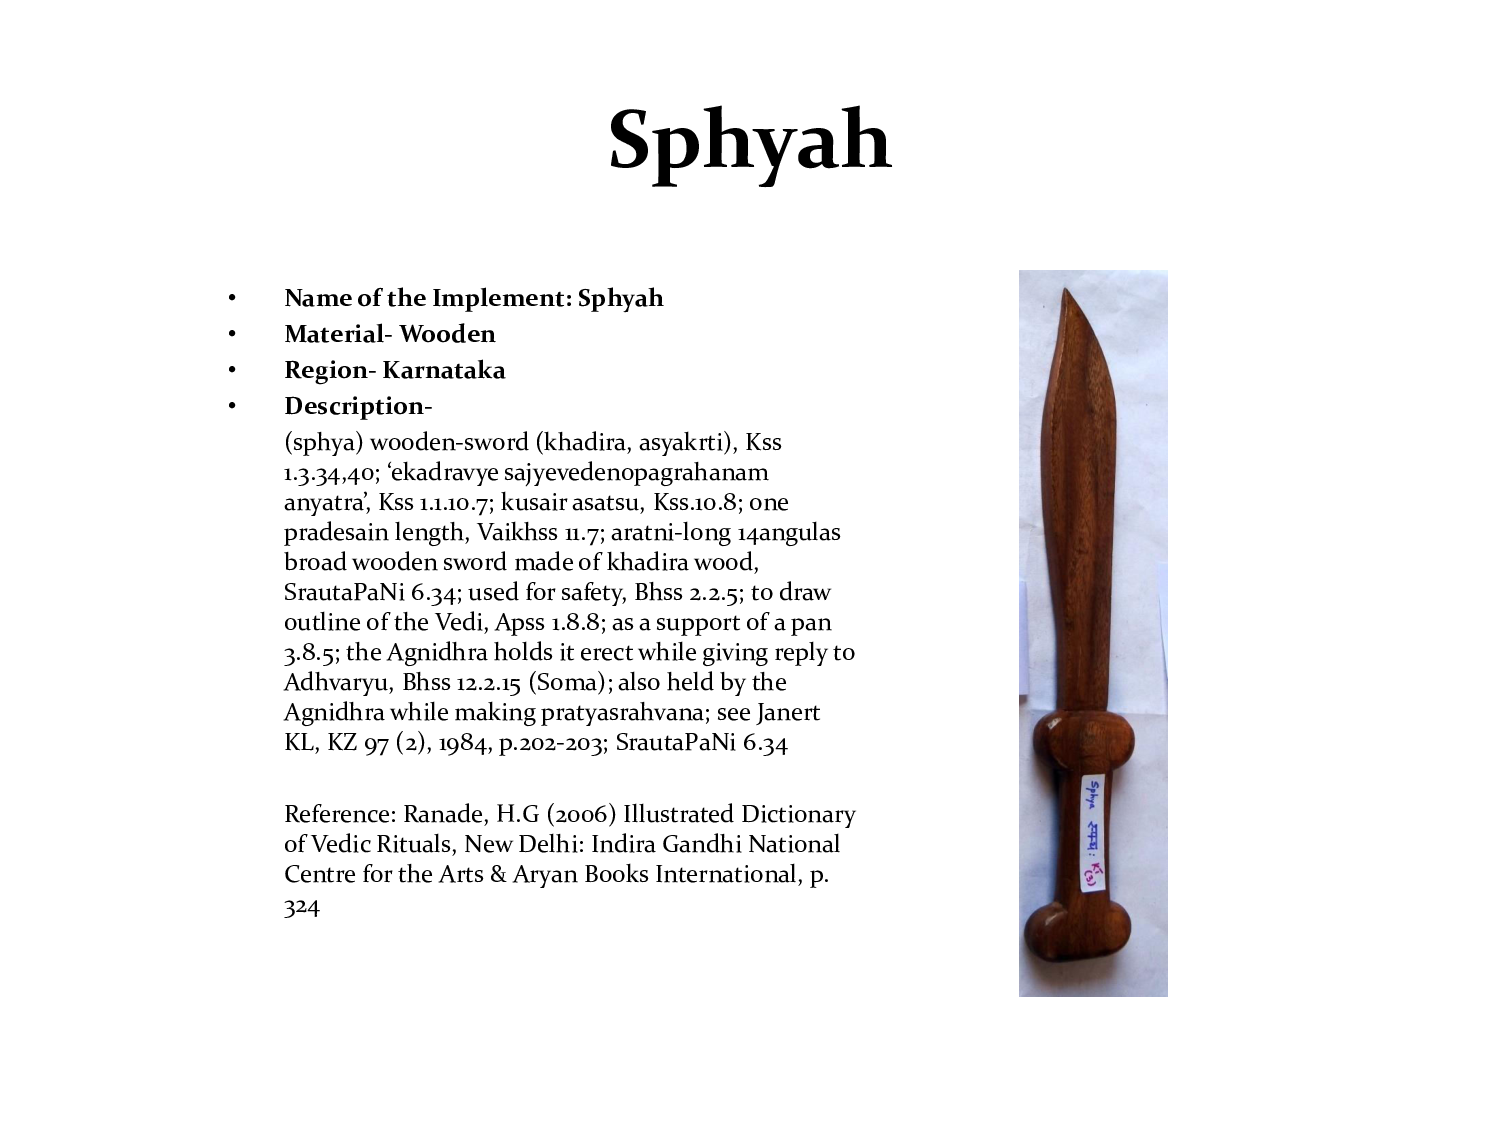 Sphyah
• Name of the Implement: Sphyah
• Material- Wooden
• Region- Karnataka
• Description-
(sphya) wooden-sword (khadira, asyakrti), Kss
1.3.34,40; ‘ekadravye sajyevedenopagrahanam
anyatra’, Kss 1.1.10.7; kusair asatsu, Kss.10.8; one
pradesain length, Vaikhss 11.7; aratni-long 14angulas
broad wooden sword made of khadira wood,
SrautaPaNi 6.34; used for safety, Bhss 2.2.5; to draw
outline of the Vedi, Apss 1.8.8; as a support of a pan
3.8.5; the Agnidhra holds it erect while giving reply to
Adhvaryu, Bhss 12.2.15 (Soma); also held by the
Agnidhra while making pratyasrahvana; see Janert
KL, KZ 97 (2), 1984, p.202-203; SrautaPaNi 6.34
Reference: Ranade, H.G (2006) Illustrated Dictionary
of Vedic Rituals, New Delhi: Indira Gandhi National
Centre for the Arts & Aryan Books International, p.
324
Sphya स्फ्य:
(3)